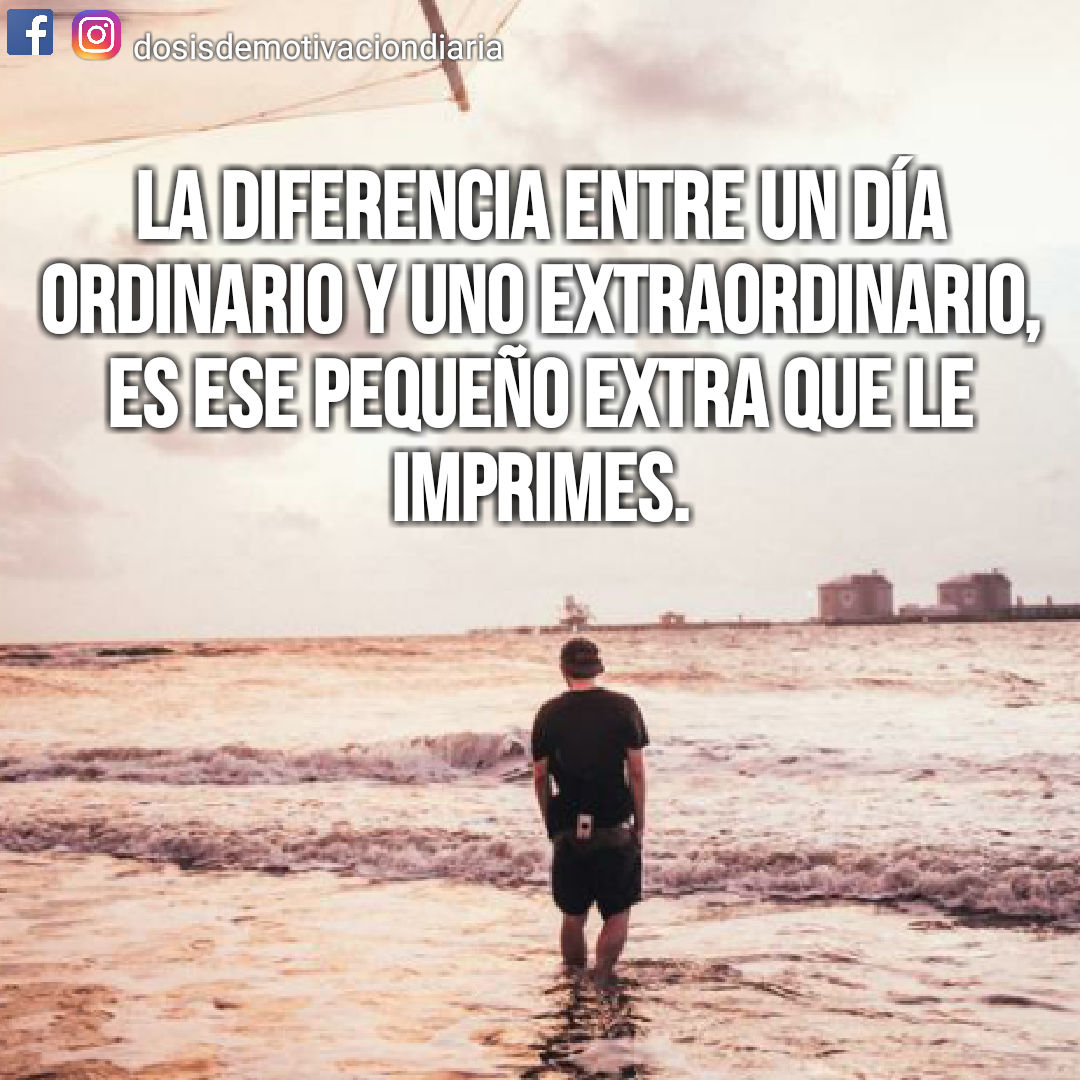 dosisdemotivaciondiaria
LA DIFERENCIA ENTRE UN DÍA
ORDINARIO Y UNO EXTRAORDINARIO,
ES ESE PEQUEÑO EXTRA QUE LE
IMPRIMES.